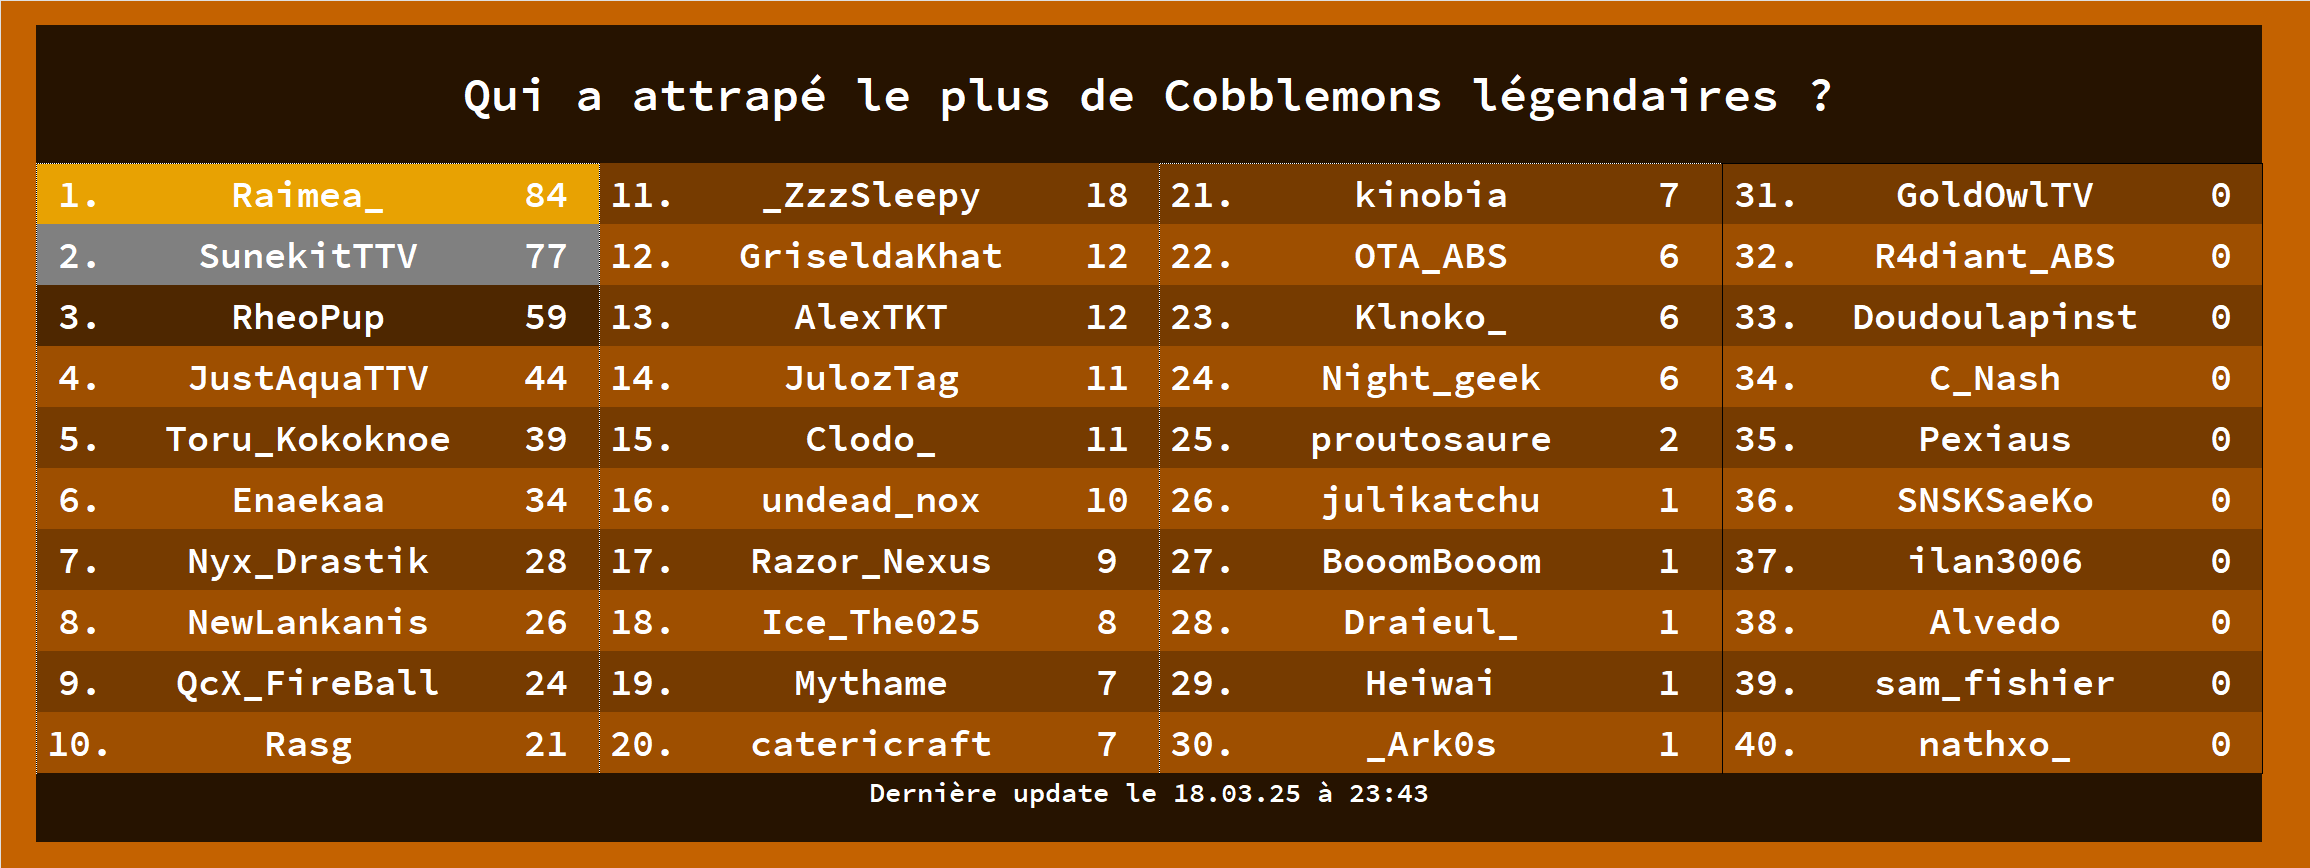 Qui a attrapé le plus de Cobblemons légendaires ?
1. Raimea_ 84
2. SunekitTTV 77
3. RheoPup 59
4. JustAquaTTV 44
5. Toru_Kokoknoe 39
6. Enaekaa 34
7. Nyx_Drastik 28
8. NewLankanis 26
9. QcX_FireBall 24
10. Rasg 21
11. _ZzzSleepy 18
12. GriseldaKhat 12
13. AlexTKT 12
14. JulozTag 11
15. Clodo_ 11
16. undead_nox 10
17. Razor_Nexus 9
18. Ice_The025 8
19. Mythame 7
20. catericraft 7
21. kinobia 7
22. OTA_ABS 6
23. Klnoko_ 6
24. Night_geek 6
25. proutosaure 2
26. julikatchu 1
27. BooomBooom 1
28. Draieul_ 1
29. Heiwai 1
30. _Ark0s 1
31. GoldOwlTV 0
32. R4diant_ABS 0
33. Doudoulapinst 0
34. C_Nash 0
35. Pexiaus 0
36. SNSKSaeKo 0
37. ilan3006 0
38. Alvedo 0
39. sam_fishier 0
40. nathxo_ 0
Dernière update le 18.03.25 à 23:43